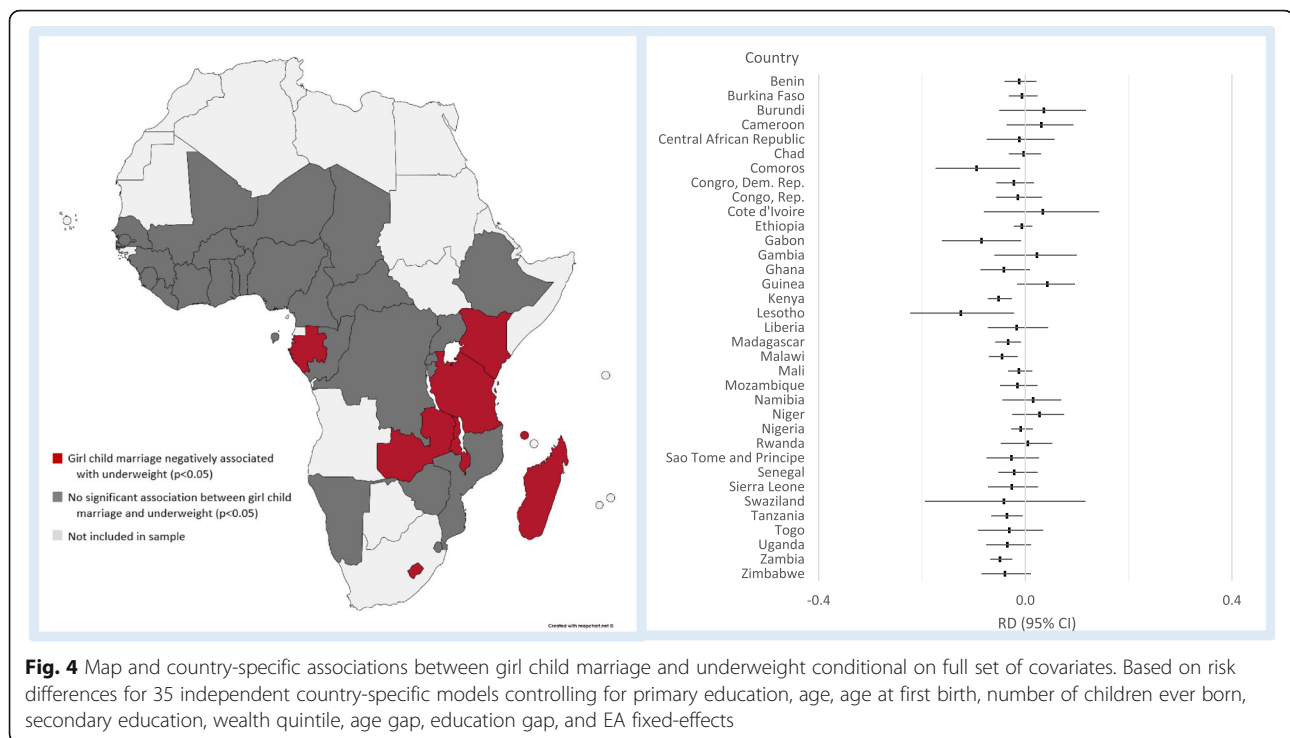 Girl child marriage negatively associated
with underweight (p<0.05)
No significant association between girl child
marriage and underweight (p<0.05)
Not included in sample
Created with mapchart.net ©
Country
Benin
Burkina Faso
Burundi
Cameroon
Central African Republic
Chad
Comoros
Congro, Dem. Rep.
Congo, Rep.
Cote d'Ivoire
Ethiopia
Gabon
Gambia
Ghana
Guinea
Kenya
Lesotho
Liberia
Madagascar
Malawi
Mali
Mozambique
Namibia
Niger
Nigeria
Rwanda
Sao Tome and Principe
Senegal
Sierra Leone
Swaziland
Tanzania
Togo
Uganda
Zambia
Zimbabwe
-0.4 0.0 0.4
RD (95% CI)
Fig. 4 Map and country-specific associations between girl child marriage and underweight conditional on full set of covariates. Based on risk
differences for 35 independent country-specific models controlling for primary education, age, age at first birth, number of children ever born,
secondary education, wealth quintile, age gap, education gap, and EA fixed-effects